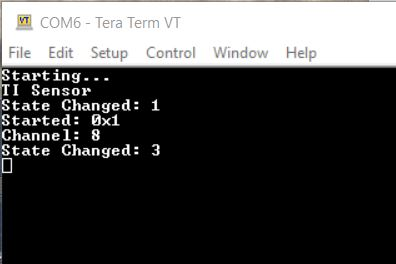 COM6 - Tera Term VT
File Edit Setup Control Window Help
Starting...
TI Sensor
State Changed: 1
Started: 0x1
Channel: 8
State Changed: 3